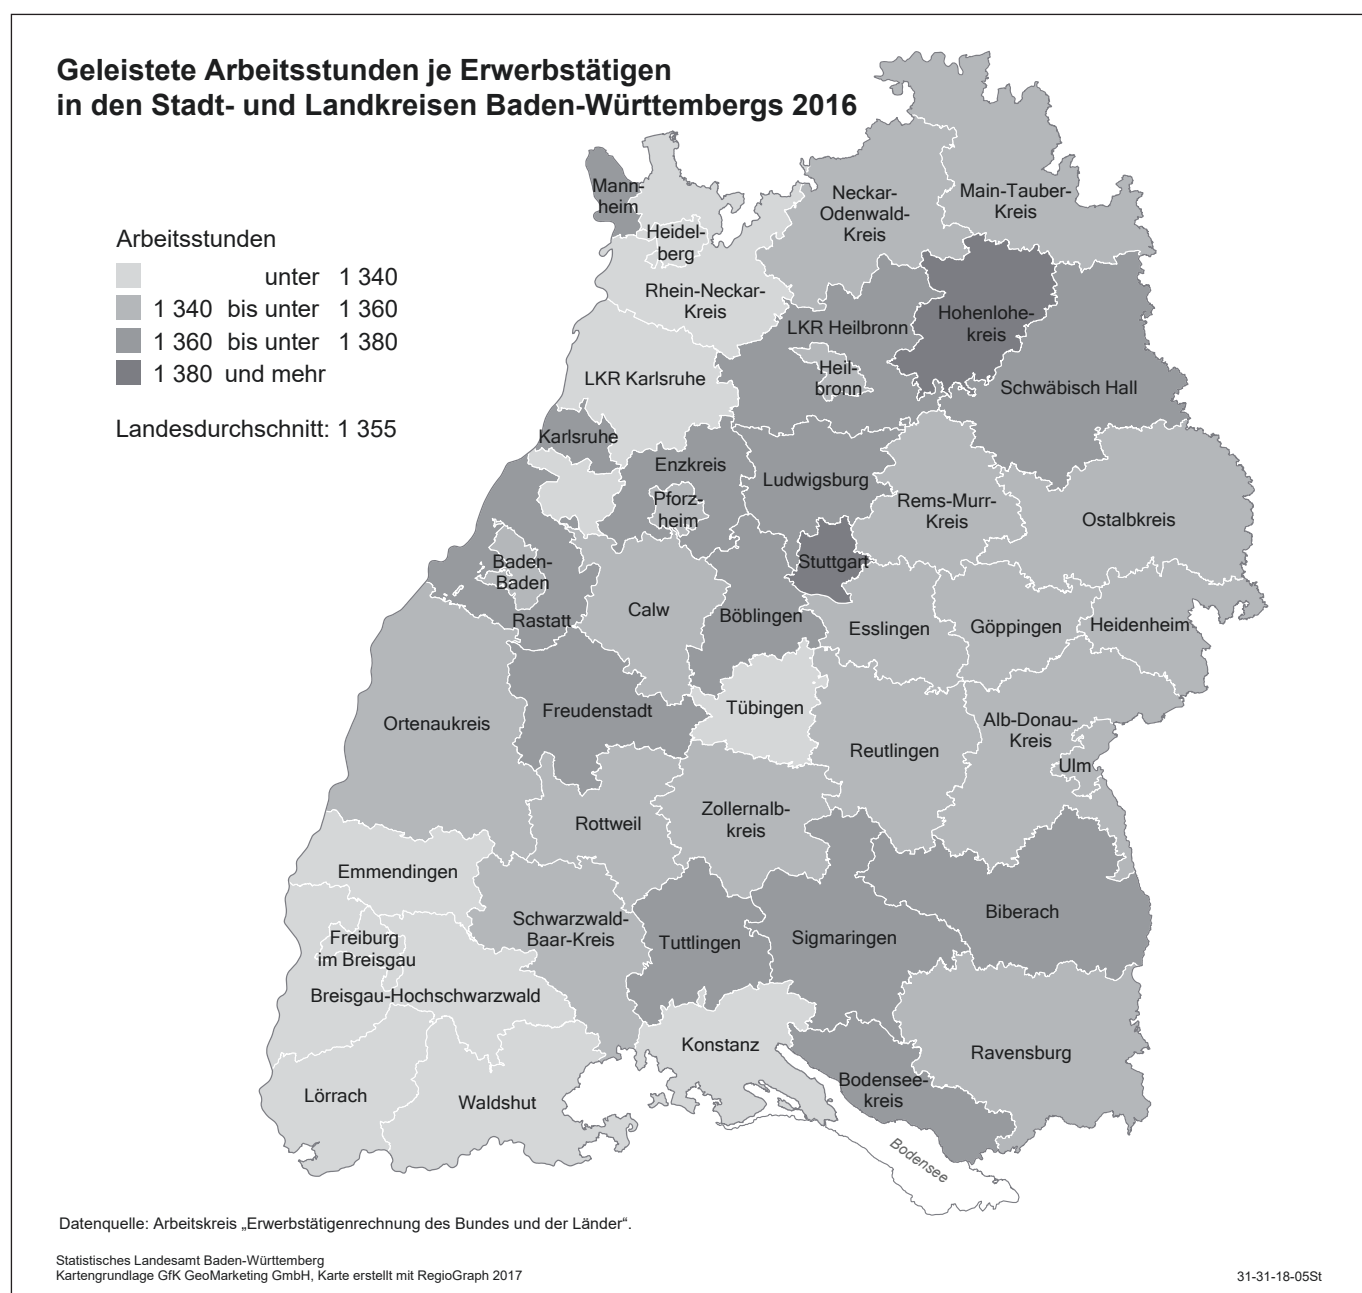 Geleistete Arbeitsstunden je Erwerbstätigen
in den Stadt- und Landkreisen Baden-Württembergs 2016
Arbeitsstunden
unter 1 340
1 340 bis unter 1 360
1 360 bis unter 1 380
1 380 und mehr
Landesdurchschnitt: 1 355
Mann-
heim
Heidel-
berg
Rhein-Neckar-
Kreis
Neckar-
Odenwald-
Kreis
Main-Tauber-
Kreis
LKR Heilbronn
Hohenlohe-
kreis
Heil-
bronn
Schwäbisch Hall
LKR Karlsruhe
Karlsruhe
Enzkreis
Pforz-
heim
Ludwigsburg
Rems-Murr-
Kreis
Ostalbkreis
Baden-
Baden
Rastatt
Calw
Böblingen
Stuttgart
Esslingen
Göppingen
Heidenheim
Ortenaukreis
Freudenstadt
Tübingen
Reutlingen
Alb-Donau-
Kreis
Ulm
Rottweil
Zollernalb-
kreis
Emmendingen
Freiburg
im Breisgau
Breisgau-Hochschwarzwald
Schwarzwald-
Baar-Kreis
Tuttlingen
Sigmaringen
Biberach
Lörrach
Waldshut
Konstanz
Bodensee-
kreis
Ravensburg
Bodensee
Datenquelle: Arbeitskreis „Erwerbstätigenrechnung des Bundes und der Länder“.
Statistisches Landesamt Baden-Württemberg
Kartengrundlage GfK GeoMarketing GmbH, Karte erstellt mit RegioGraph 2017
31-31-18-05St